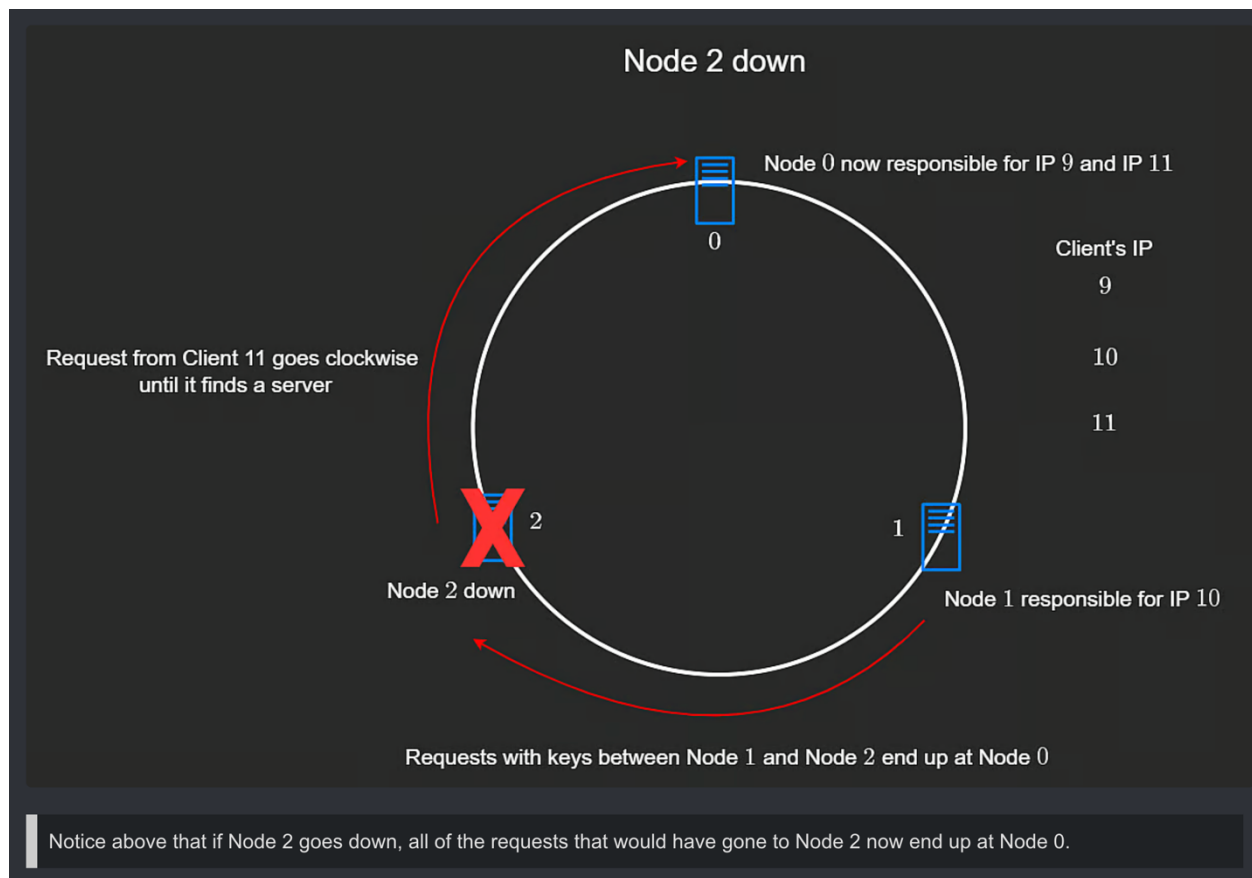 Node 2 down
Node 0 now responsible for IP 9 and IP 11
0
Client's IP
9
10
11
Request from Client 11 goes clockwise
until it finds a server
2
1
Node 2 down
Node 1 responsible for IP 10
Requests with keys between Node 1 and Node 2 end up at Node 0
Notice above that if Node 2 goes down, all of the requests that would have gone to Node 2 now end up at Node 0.